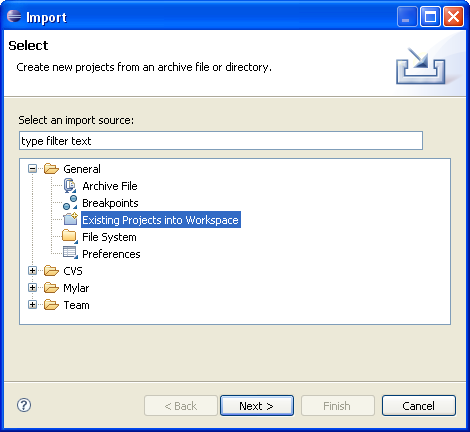 Import
Select
Create new projects from an archive file or directory.
Select an import source:
type filter text
General
Archive File
Breakpoints
Existing Projects into Workspace
File System
Preferences
CVS
Mylar
Team
?
< Back
Next >
Finish
Cancel